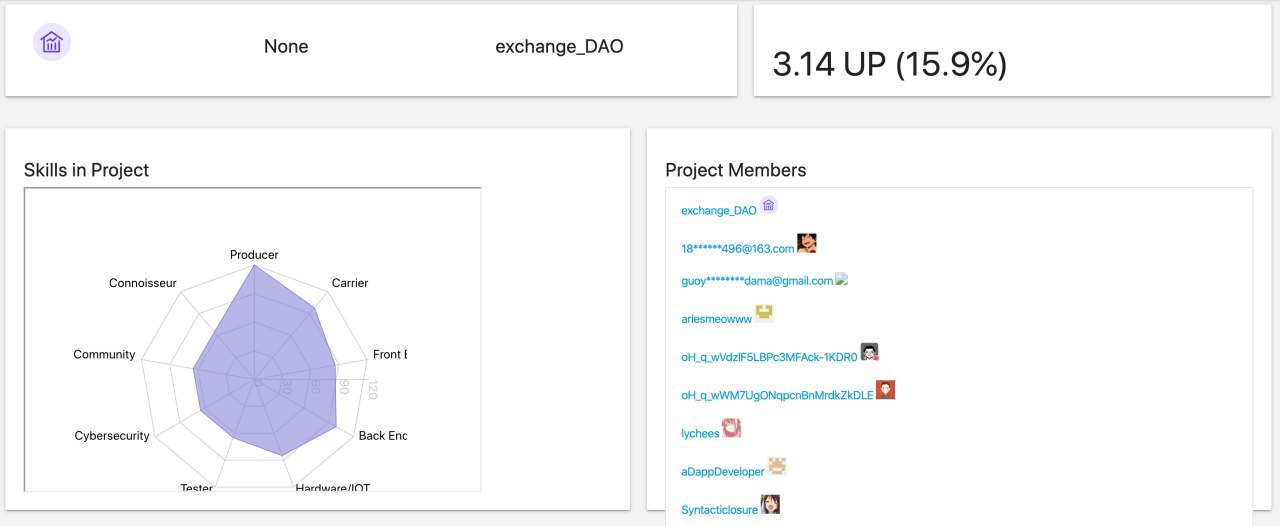 None
exchange_DAO
3.14 UP (15.9%)
Skills in Project
Producer
Connoisseur
Carrier
Community
Front E
0
30
60
90
120
Cybersecurity
Back End
Tester
Hardware/IOT
Project Members
exchange_DAO
18******496@163.com
guoy********dama@gmail.com
ariesmeowww
oH_q_wVdzIF5LBPc3MFAck-1KDR0
oH_q_wWM7UgONqpcnBnMrdkZkDLE
lychees
aDappDeveloper
Syntacticlosure